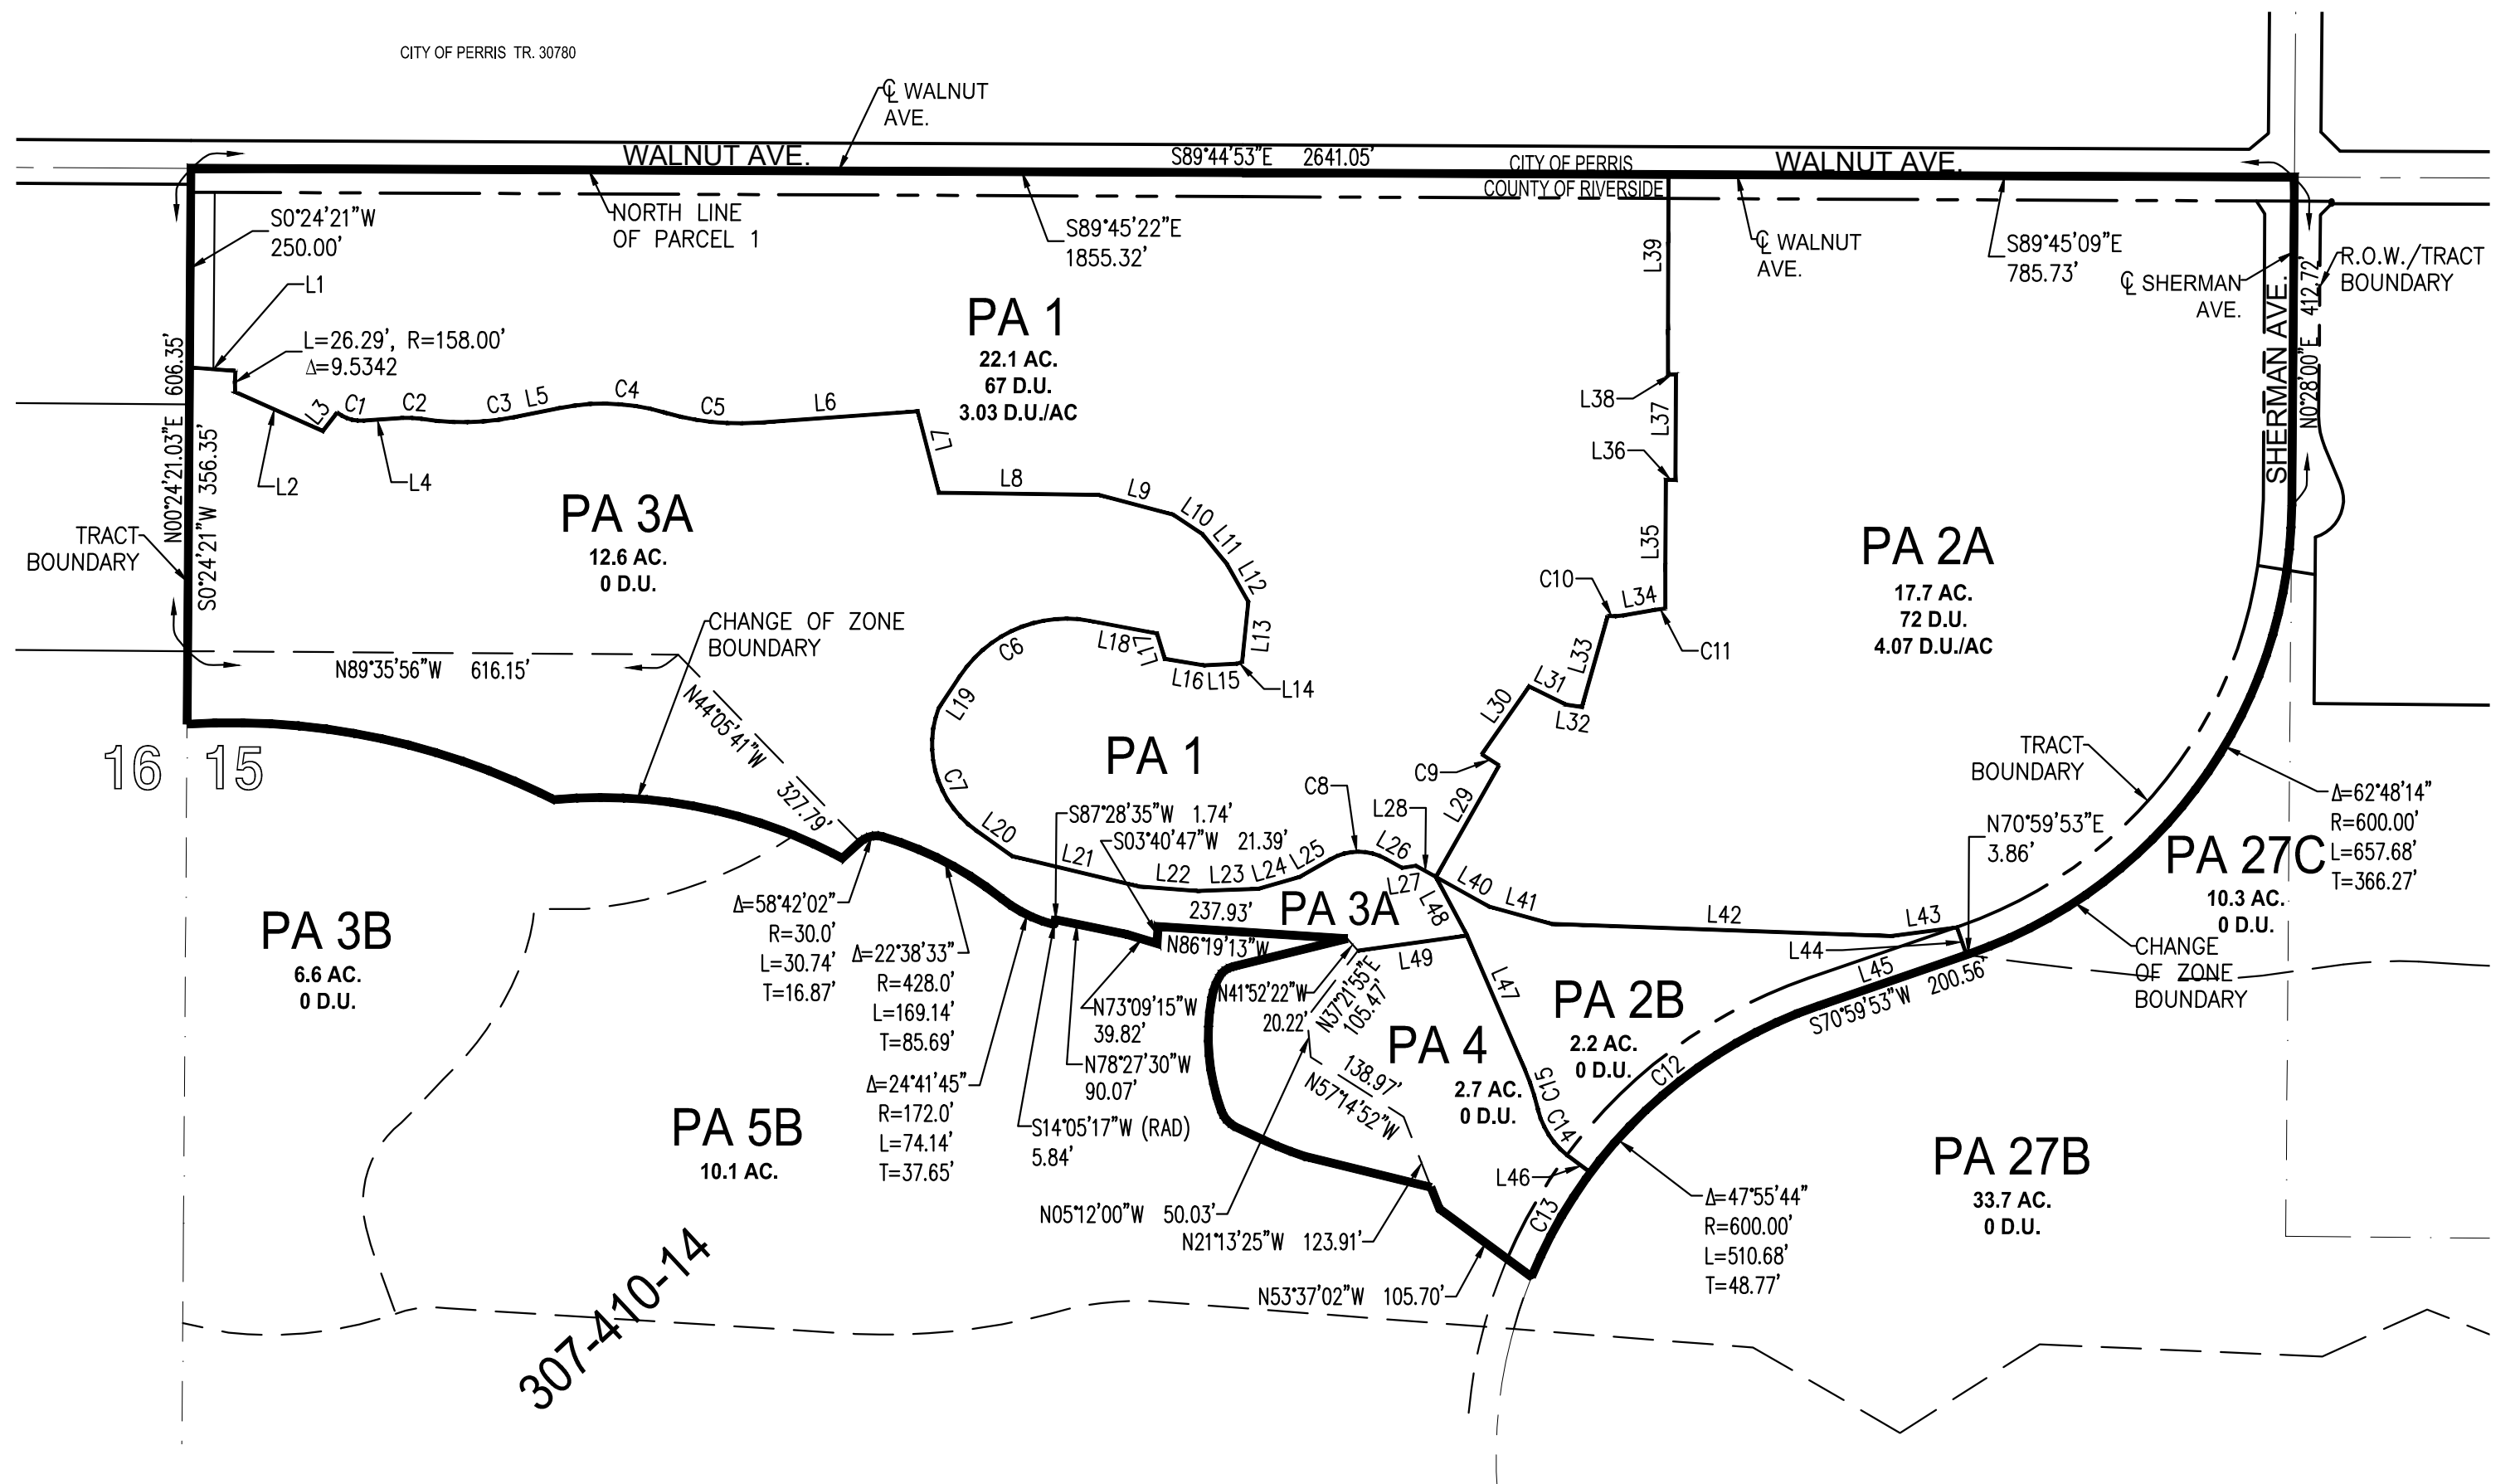 CITY OF PERRIS TR. 30780
℄ WALNUT
AVE.
WALNUT AVE.
S89°44'53"E 2641.05'
CITY OF PERRIS
COUNTY OF RIVERSIDE
WALNUT AVE.
S0°24'21"W
250.00'
NORTH LINE
OF PARCEL 1
S89°45'22"E
1855.32'
L39
℄ WALNUT
AVE.
S89°45'09"E
785.73'
℄ SHERMAN
AVE.
SHERMAN AVE.
N0°28'00"E 412.72'
R.O.W./TRACT
BOUNDARY
L1
L=26.29', R=158.00'
Δ=9.5342
N00°24'21.03"E 606.35'
S0°24'21"W 356.35'
L2
L3
C1
L4
C2
C3
L5
C4
C5
L6
L7
PA 1
22.1 AC.
67 D.U.
3.03 D.U./AC
L38
L37
L36
L8
L9
L10
L11
L12
L13
PA 3A
12.6 AC.
0 D.U.
TRACT
BOUNDARY
L35
PA 2A
17.7 AC.
72 D.U.
4.07 D.U./AC
C10
L34
C11
CHANGE OF ZONE
BOUNDARY
N89°35'56"W 616.15'
N44°05'41"W 327.79'
C6
L18
L17
L16
L15
L14
L19
L33
L31
L32
L30
16
15
C7
PA 1
C9
L29
TRACT
BOUNDARY
Δ=62°48'14"
R=600.00'
L=657.68'
T=366.27'
C8
L28
S87°28'35"W 1.74'
S03°40'47"W 21.39'
N70°59'53"E
3.86'
L20
L21
L22
L23
L24
L25
L26
L27
PA 27C
10.3 AC.
0 D.U.
L40
L41
L42
L43
L44
L45
L48
PA 3A
237.93'
N86°19'13"W
L49
PA 3B
6.6 AC.
0 D.U.
Δ=58°42'02"
R=30.0'
L=30.74'
T=16.87'
Δ=22°38'33"
R=428.0'
L=169.14'
T=85.69'
CHANGE
OF ZONE
BOUNDARY
N41°52'22"W
20.22'
N37°21'55"E
105.47'
L47
PA 2B
2.2 AC.
0 D.U.
S70°59'53"W 200.56'
N73°09'15"W
39.82'
N78°27'30"W
90.07'
PA 4
2.7 AC.
0 D.U.
138.97'
N57°14'52"W
C12
C15
C14
Δ=24°41'45"
R=172.0'
L=74.14'
T=37.65'
S14°05'17"W (RAD)
5.84'
PA 5B
10.1 AC.
PA 27B
33.7 AC.
0 D.U.
L46
C13
Δ=47°55'44"
R=600.00'
L=510.68'
T=48.77'
N05°12'00"W 50.03'
N21°13'25"W 123.91'
N53°37'02"W 105.70'
307-410-14